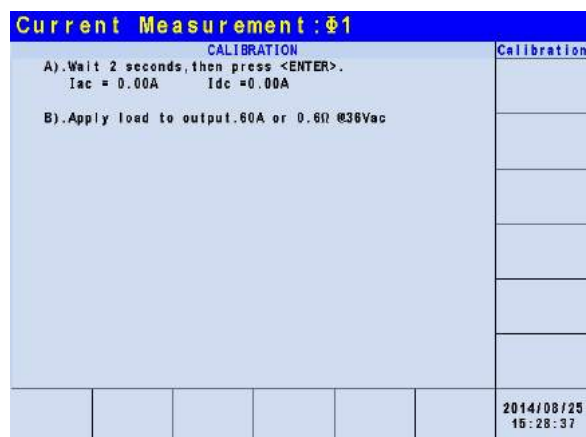 Current Measurement:Φ1
CALIBRATION
Calibration
A).Wait 2 seconds,then press <ENTER>.
Iac = 0.00A Idc =0.00A
B).Apply load to output.60A or 0.6Ω @36Vac
2014/08/25
15:28:37